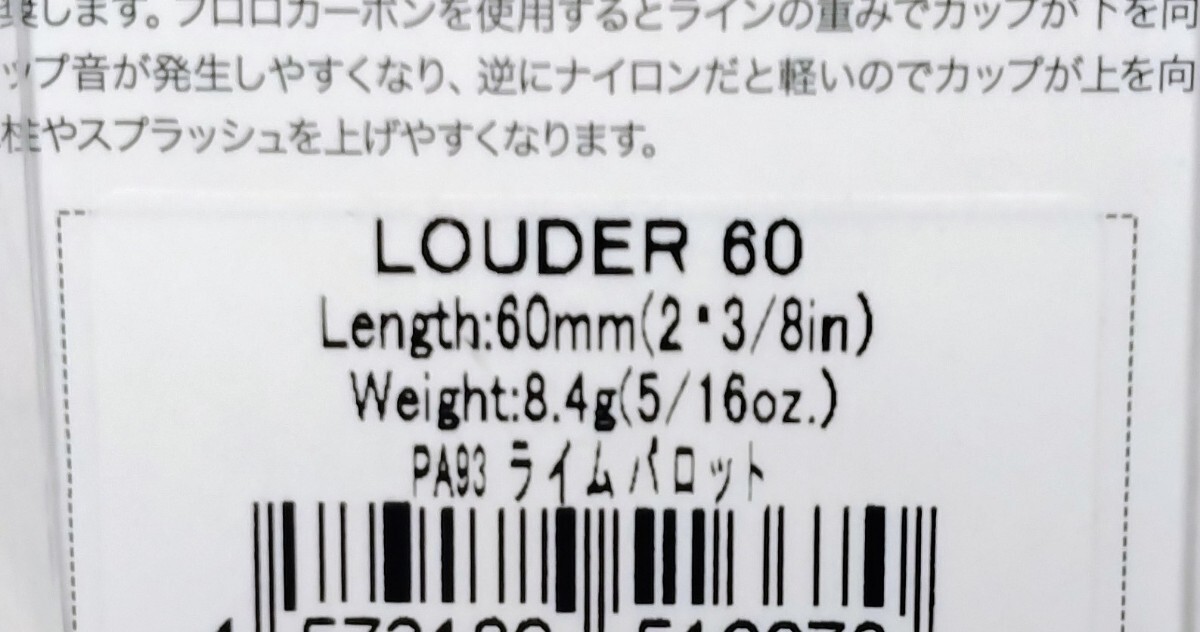 します。フロロカーボンを使用するとラインの重みでカップが下を向
ップ音が発生しやすくなり、逆にナイロンだと軽いのでカップが上を向
柱やスプラッシュを上げやすくなります。
LOUDER 60
Length:60mm(2・3/8in)
Weight:8.4g(5/16oz.)
PA93 ライムパロット